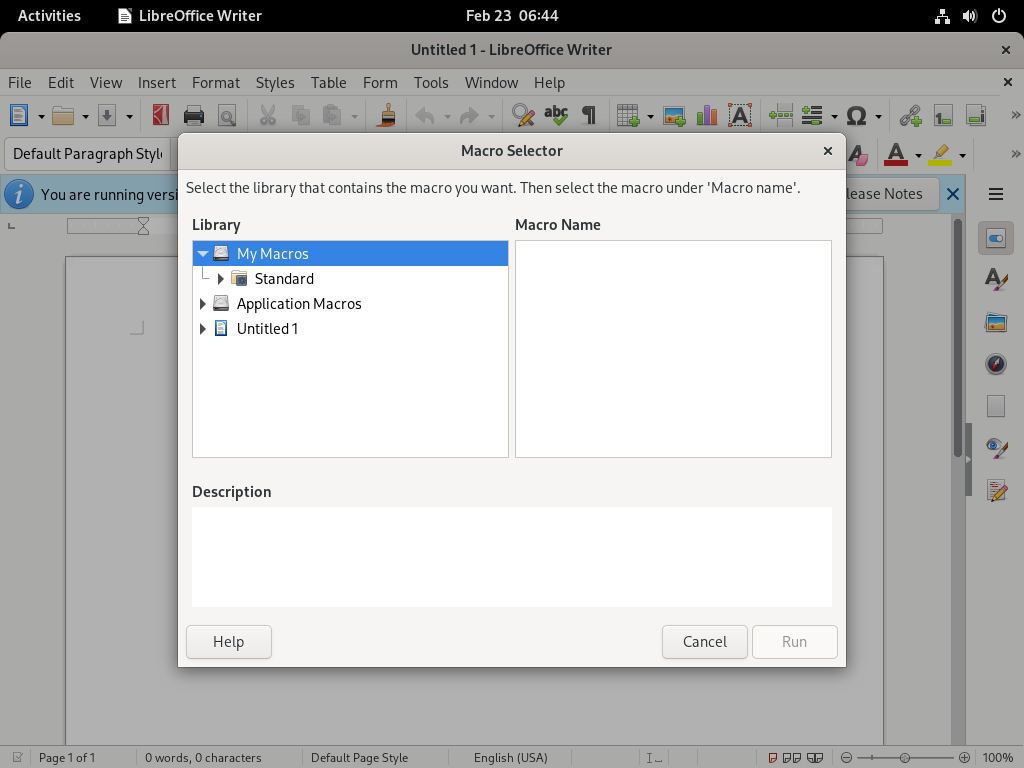 Activities
LibreOffice Writer
Feb 23 06:44
Untitled 1 - LibreOffice Writer
File Edit View Insert Format Styles Table Form Tools Window Help
Default Paragraph Style
Macro Selector
You are running versi
lease Notes
Select the library that contains the macro you want. Then select the macro under 'Macro name'.
Library
Macro Name
My Macros
Standard
Application Macros
Untitled 1
Description
Help
Cancel
Run
Page 1 of 1
0 words, 0 characters
Default Page Style
English (USA)
100%